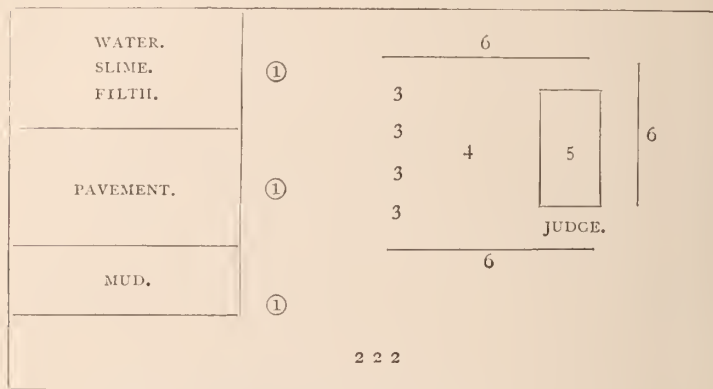 WATER.
SLIME.
FILTH.
PAVEMENT.
MUD.
①
①
①
6
3
3
3
3
4
5
6
JUDGE.
6
2 2 2